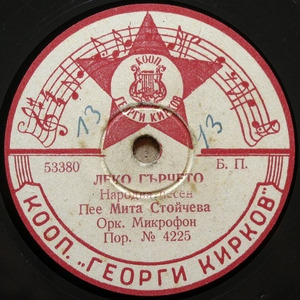 КООП.
ГЕОРГИ КИРКОВ
13
13
53380
Б. П.
ЛЕКО ГЪРЧЕТО
Народна песен
Пее Мита Стойчева
Орк. Микрофон
Пор. № 4225
КООП. „ГЕОРГИ КИРКОВ"